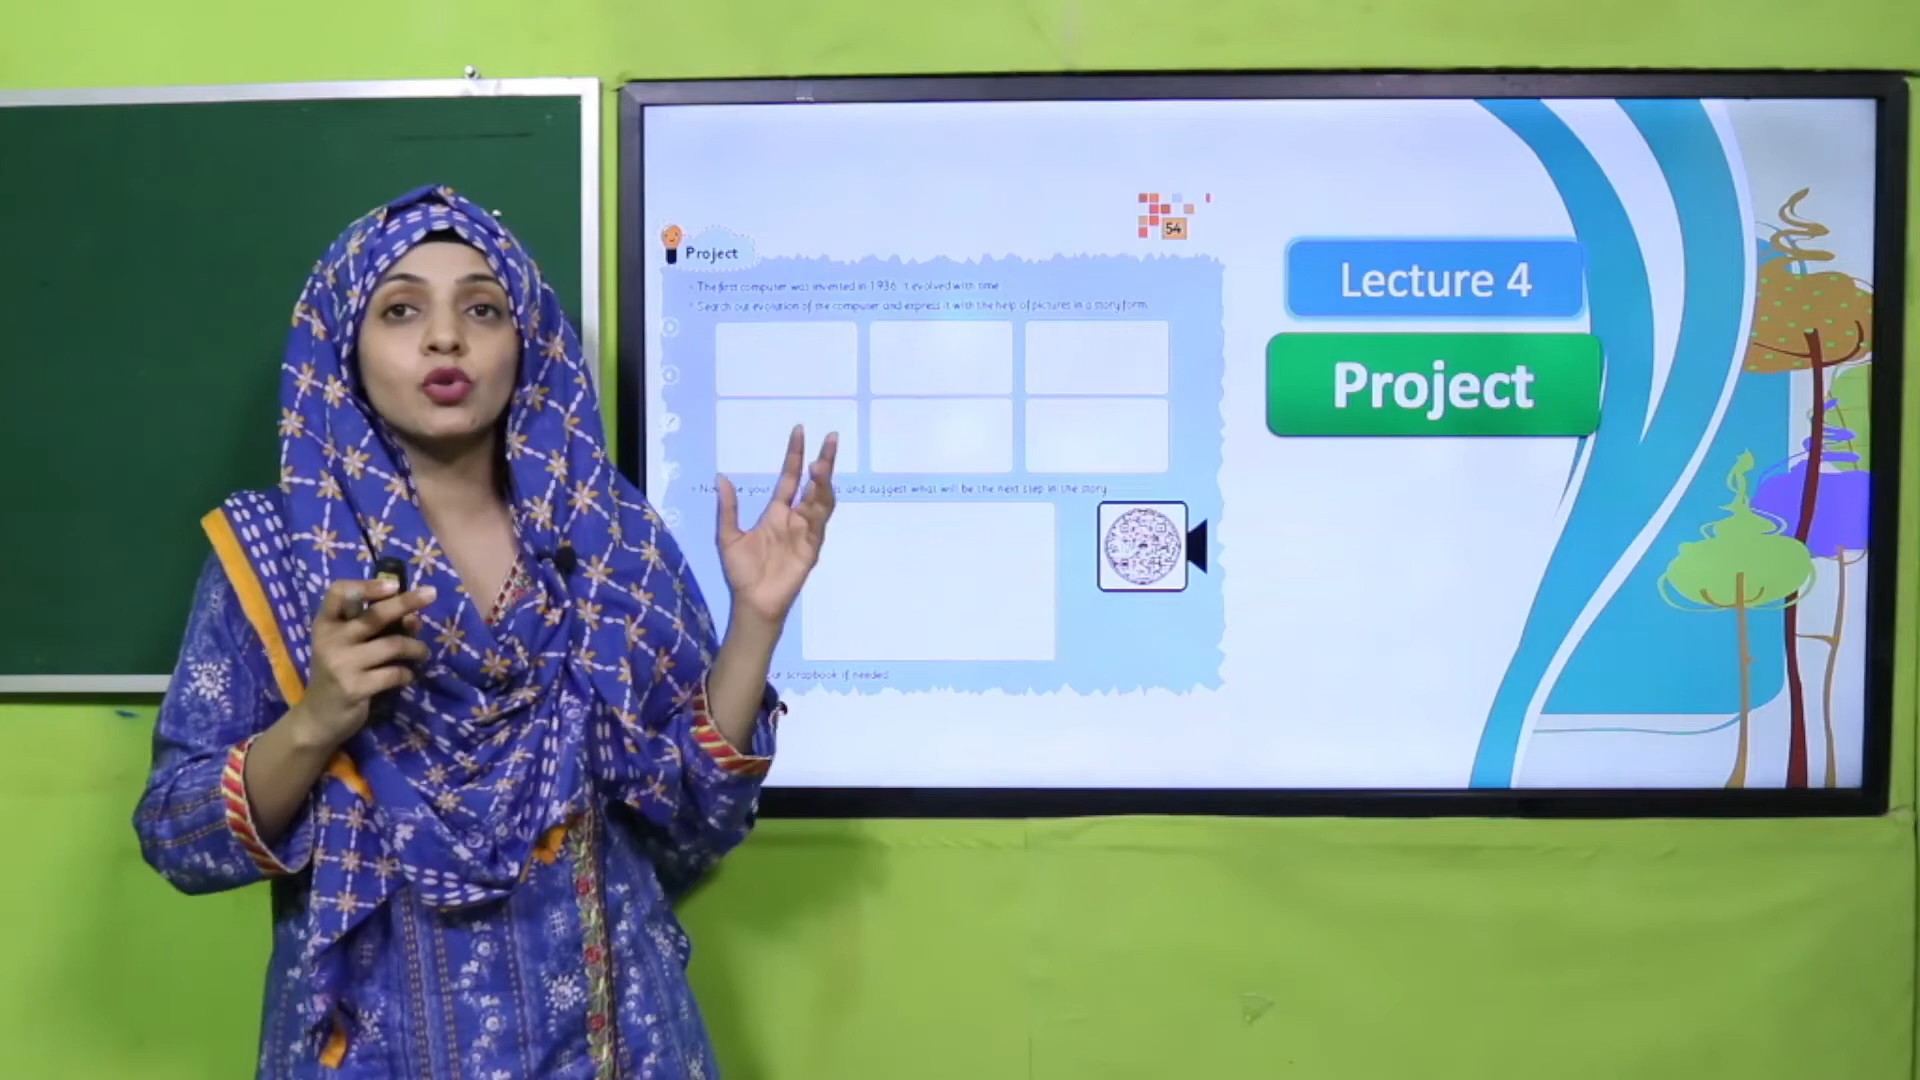 54
Project
The first computer was invented in 1936. It evolved with time
Search out evolution of the computer and express it with the help of pictures in a story form.
and suggest what will be the next step in the story
scrapbook if needed
Lecture 4
Project